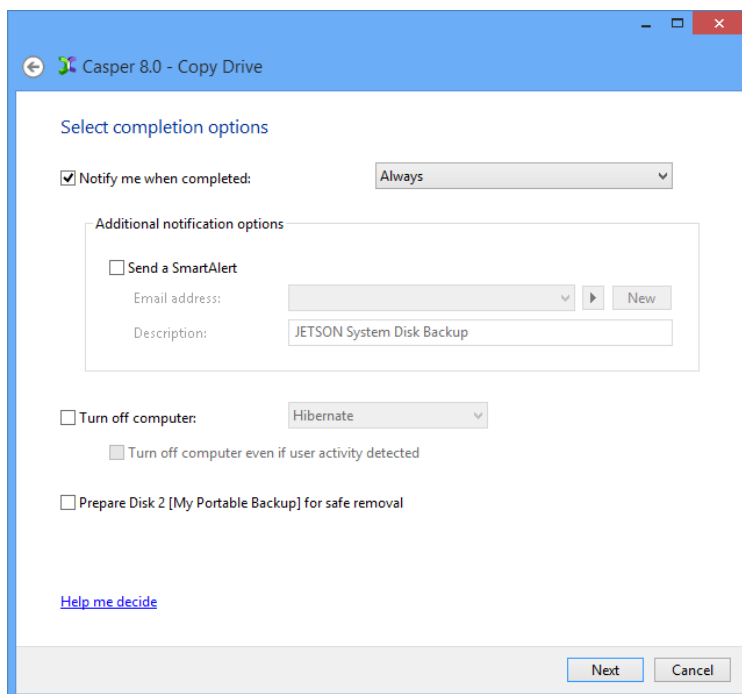 Casper 8.0 - Copy Drive
Select completion options
Notify me when completed: Always
Additional notification options
Send a SmartAlert
Email address: New
Description: JETSON System Disk Backup
Turn off computer: Hibernate
Turn off computer even if user activity detected
Prepare Disk 2 [My Portable Backup] for safe removal
Help me decide
Next Cancel